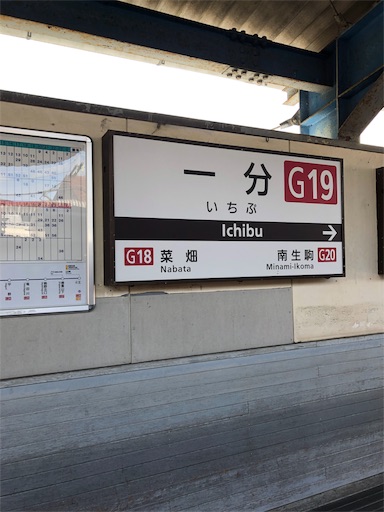 一分 G19
いちぶ
Ichibu →
G18 菜畑 南生駒 G20
Nabata Minami-Ikoma